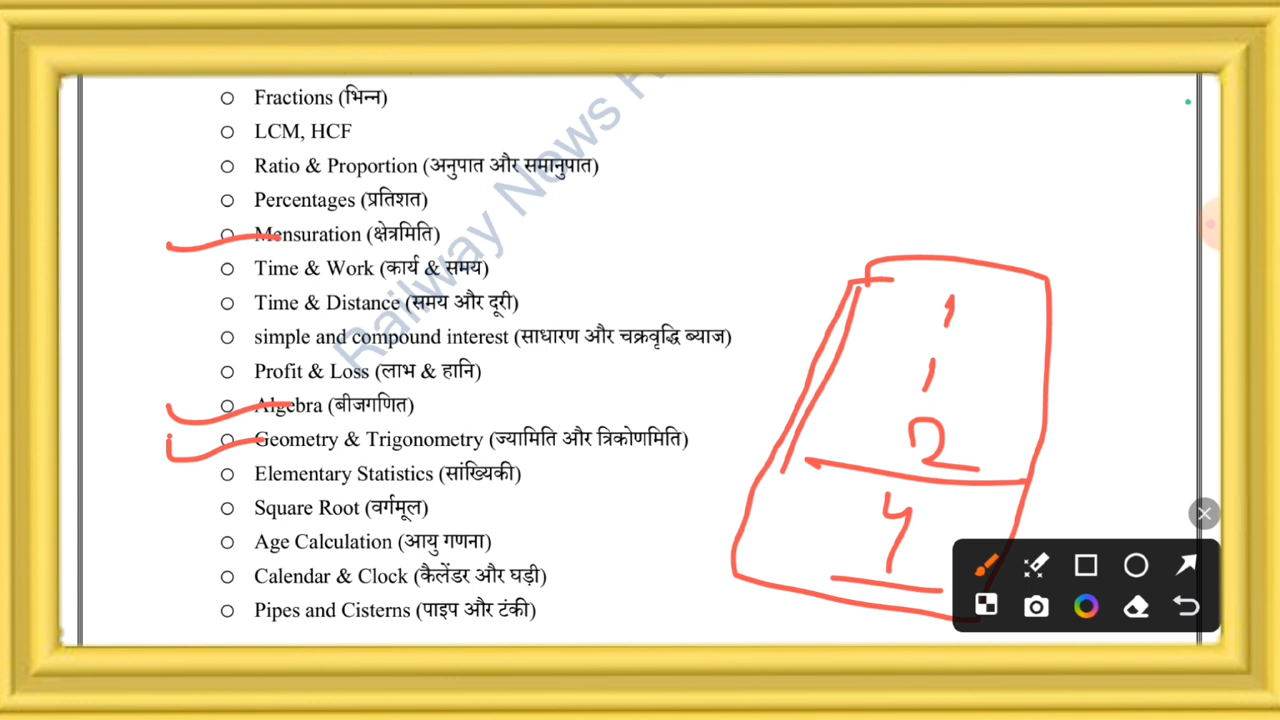 Fractions (भिन्न)
LCM, HCF
Ratio & Proportion (अनुपात और समानुपात)
Percentages (प्रतिशत)
Mensuration (क्षेत्रमिति)
Time & Work (कार्य & समय)
Time & Distance (समय और दूरी)
simple and compound interest (साधारण और चक्रवृद्धि ब्याज)
Profit & Loss (लाभ & हानि)
Algebra (बीजगणित)
Geometry & Trigonometry (ज्यामिति और त्रिकोणमिति)
Elementary Statistics (सांख्यिकी)
Square Root (वर्गमूल)
Age Calculation (आयु गणना)
Calendar & Clock (कैलेंडर और घड़ी)
Pipes and Cisterns (पाइप और टंकी)
Railway News R
1
1
2
4